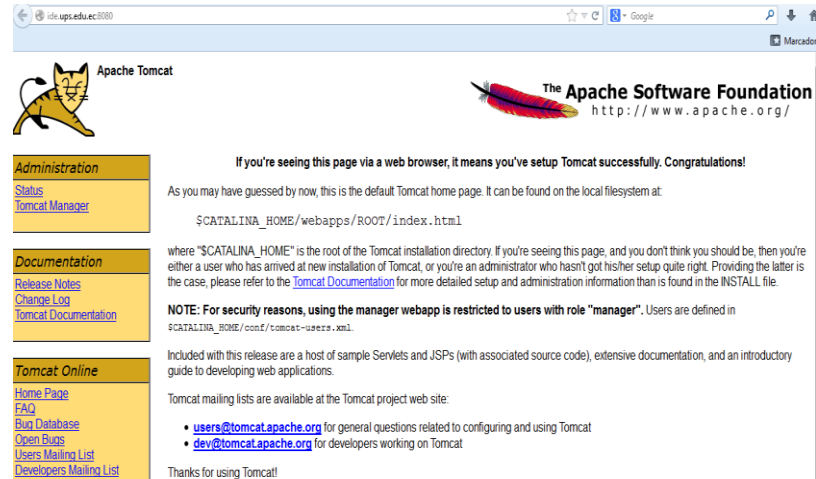 ide.ups.edu.ec:8080
Google
Marcador
Apache Tomcat
The Apache Software Foundation
http://www.apache.org/
Administration
Status
Tomcat Manager
Documentation
Release Notes
Change Log
Tomcat Documentation
Tomcat Online
Home Page
FAQ
Bug Database
Open Bugs
Users Mailing List
Developers Mailing List
If you're seeing this page via a web browser, it means you've setup Tomcat successfully. Congratulations!
As you may have guessed by now, this is the default Tomcat home page. It can be found on the local filesystem at:
$CATALINA_HOME/webapps/ROOT/index.html
where "$CATALINA_HOME" is the root of the Tomcat installation directory. If you're seeing this page, and you don't think you should be, then you're
either a user who has arrived at new installation of Tomcat, or you're an administrator who hasn't got his/her setup quite right. Providing the latter is
the case, please refer to the Tomcat Documentation for more detailed setup and administration information than is found in the INSTALL file.
NOTE: For security reasons, using the manager webapp is restricted to users with role "manager". Users are defined in
$CATALINA_HOME/conf/tomcat-users.xml.
Included with this release are a host of sample Servlets and JSPs (with associated source code), extensive documentation, and an introductory
guide to developing web applications.
Tomcat mailing lists are available at the Tomcat project web site:
• users@tomcat.apache.org for general questions related to configuring and using Tomcat
• dev@tomcat.apache.org for developers working on Tomcat
Thanks for using Tomcat!